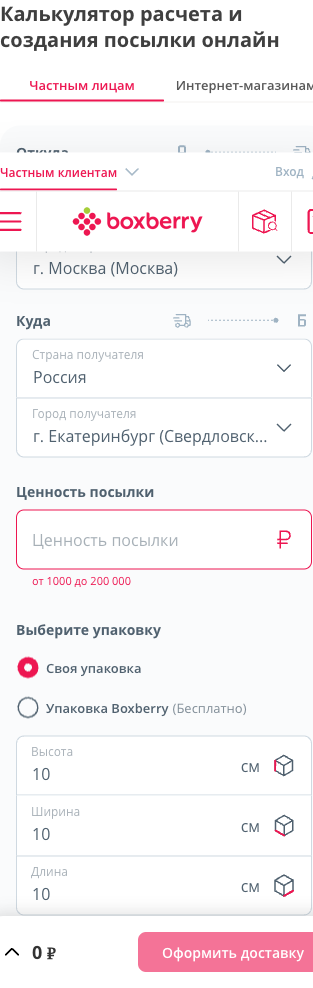 Калькулятор расчета и
создания посылки онлайн
Частным лицам
Интернет-магазинам
Откуда
Частным клиентам
Вход
boxberry
г. Москва (Москва)
Куда
Б
Страна получателя
Россия
Город получателя
г. Екатеринбург (Свердловск...
Ценность посылки
Ценность посылки ₽
от 1000 до 200 000
Выберите упаковку
Своя упаковка
Упаковка Boxberry (Бесплатно)
Высота
10 см
Ширина
10 см
Длина
10 см
0 ₽
Оформить доставку